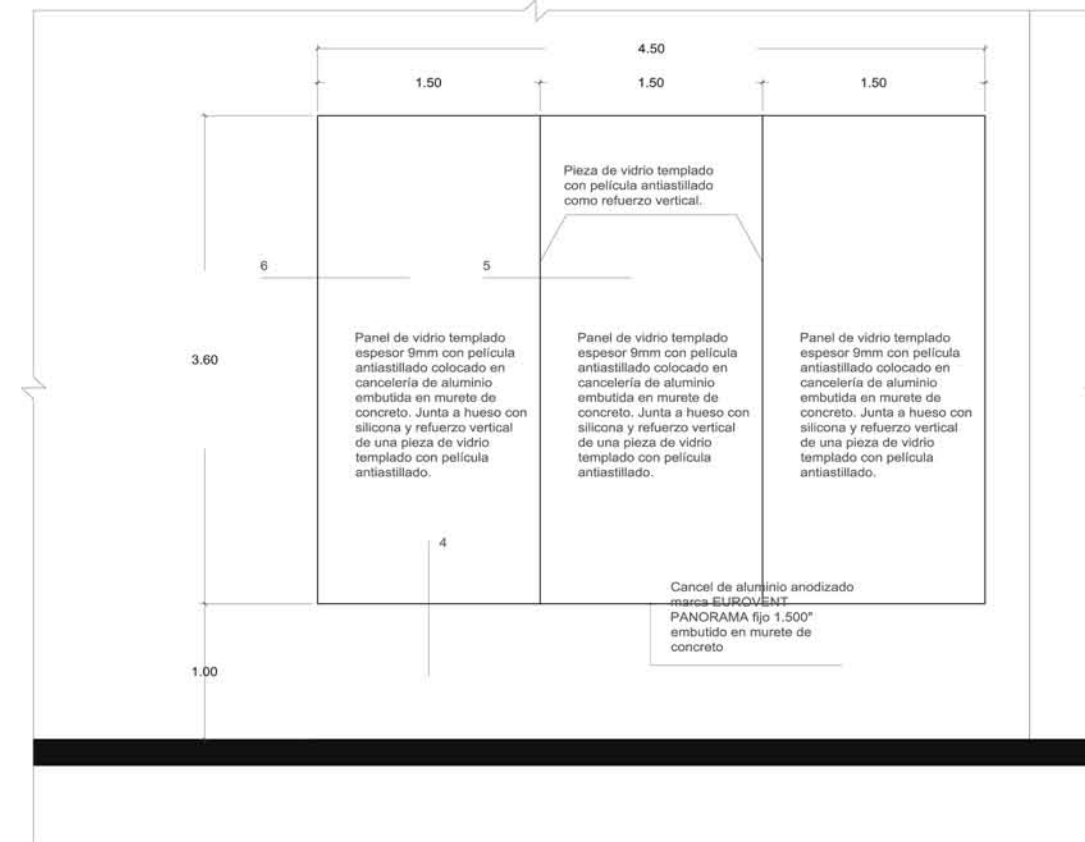 4.50
1.50
1.50
1.50
Pieza de vidrio templado
con película antiastillado
como refuerzo vertical.
6
5
3.60
Panel de vidrio templado
espesor 9mm con película
antiastillado colocado en
cancelería de aluminio
embutida en murete de
concreto. Junta a hueso con
silicona y refuerzo vertical
de una pieza de vidrio
templado con película
antiastillado.
Panel de vidrio templado
espesor 9mm con película
antiastillado colocado en
cancelería de aluminio
embutida en murete de
concreto. Junta a hueso con
silicona y refuerzo vertical
de una pieza de vidrio
templado con película
antiastillado.
Panel de vidrio templado
espesor 9mm con película
antiastillado colocado en
cancelería de aluminio
embutida en murete de
concreto. Junta a hueso con
silicona y refuerzo vertical
de una pieza de vidrio
templado con película
antiastillado.
4
Cancel de aluminio anodizado
marca EUROVENT
PANORAMA fijo 1.500"
embutido en murete de
concreto
1.00